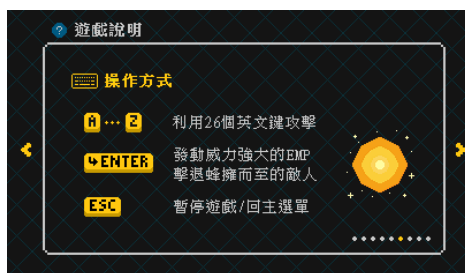 ? 遊戲說明
操作方式
A … Z 利用26個英文鍵攻擊
↵ENTER 發動威力強大的EMP
擊退蜂擁而至的敵人
ESC 暫停遊戲/回主選單